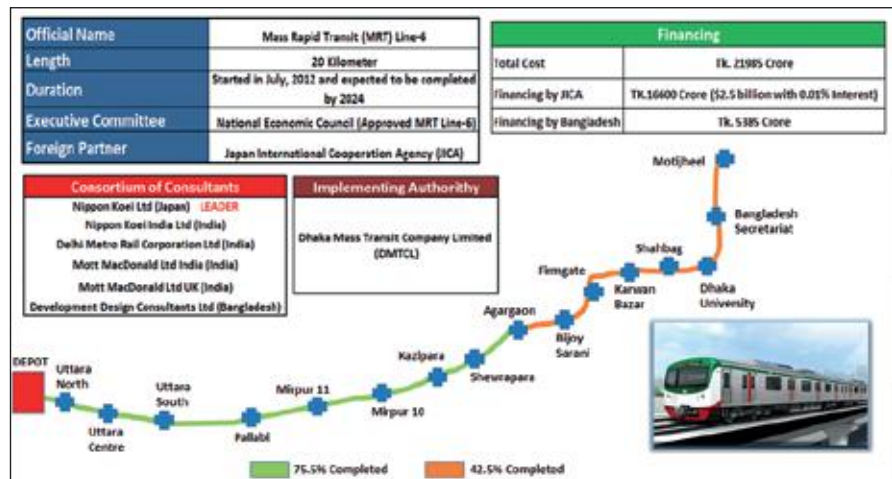 Official Name
Mass Rapid Transit (MRT) Line-6
Length
20 Kilometer
Duration
Started in July, 2012 and expected to be completed
by 2024
Executive Committee
National Economic Council (Approved MRT Line-6)
Foreign Partner
Japan International Cooperation Agency (JICA)
Financing
Total Cost
Tk. 21985 Crore
Financing by JICA
TK.16600 Crore ($2.5 billion with 0.01% Interest)
Financing by Bangladesh
Tk. 5385 Crore
Consortium of Consultants
Nippon Koei Ltd (Japan) LEADER
Nippon Koei India Ltd (India)
Delhi Metro Rail Corporation Ltd (India)
Mott MacDonald Ltd India (India)
Mott MacDonald Ltd UK (India)
Development Design Consultants Ltd (Bangladesh)
Implementing Authorithy
Dhaka Mass Transit Company Limited
(DMTCL)
Motijheel
Bangladesh
Secretariat
Shahbag
Dhaka
University
Firmgate
Karwan
Bazar
Agargaon
Bijoy
Sarani
Kazipara
Shewrapara
Mirpur 11
Mirpur 10
Pallabi
Uttara
South
Uttara
Centre
Uttara
North
DEPOT
75.5% Completed
42.5% Completed